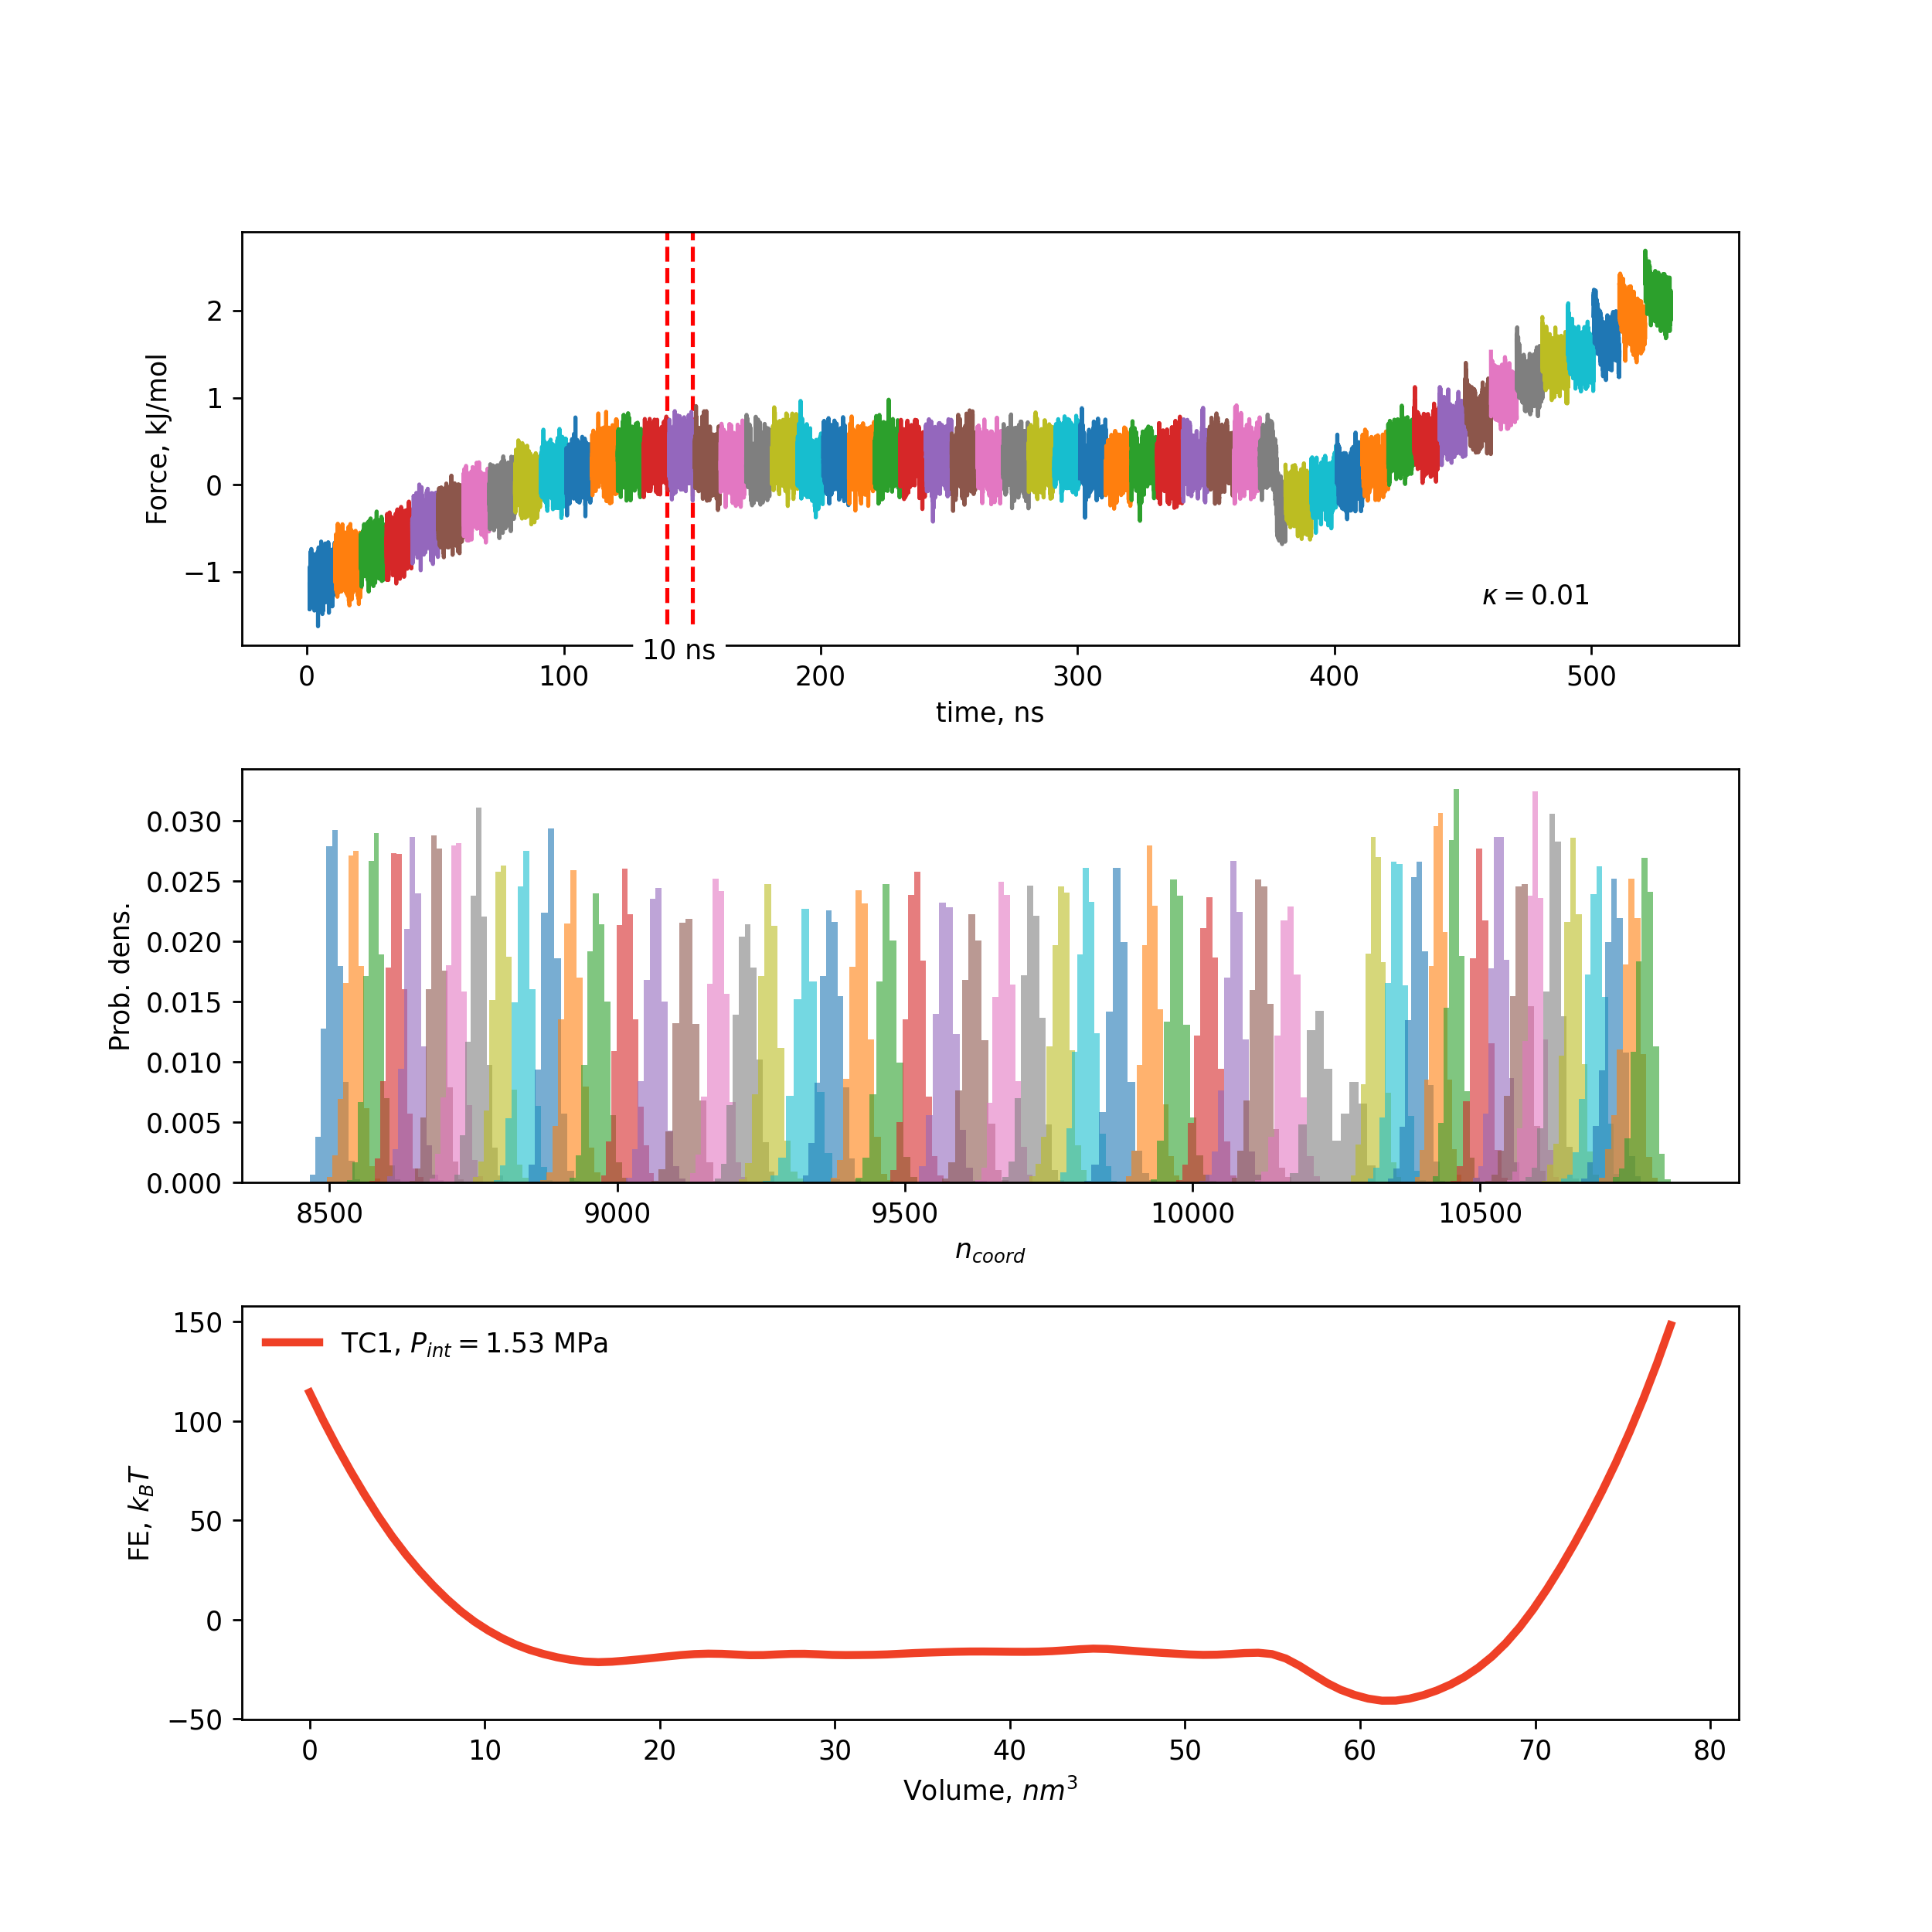 2
1
0
−1
Force, kJ/mol
κ = 0.01
10 ns
0 100 200 300 400 500
time, ns
0.030
0.025
0.020
0.015
0.010
0.005
0.000
Prob. dens.
8500 9000 9500 10000 10500
n_coord
150
100
50
0
−50
FE, k_BT
TC1, P_int = 1.53 MPa
0 10 20 30 40 50 60 70 80
Volume, nm³